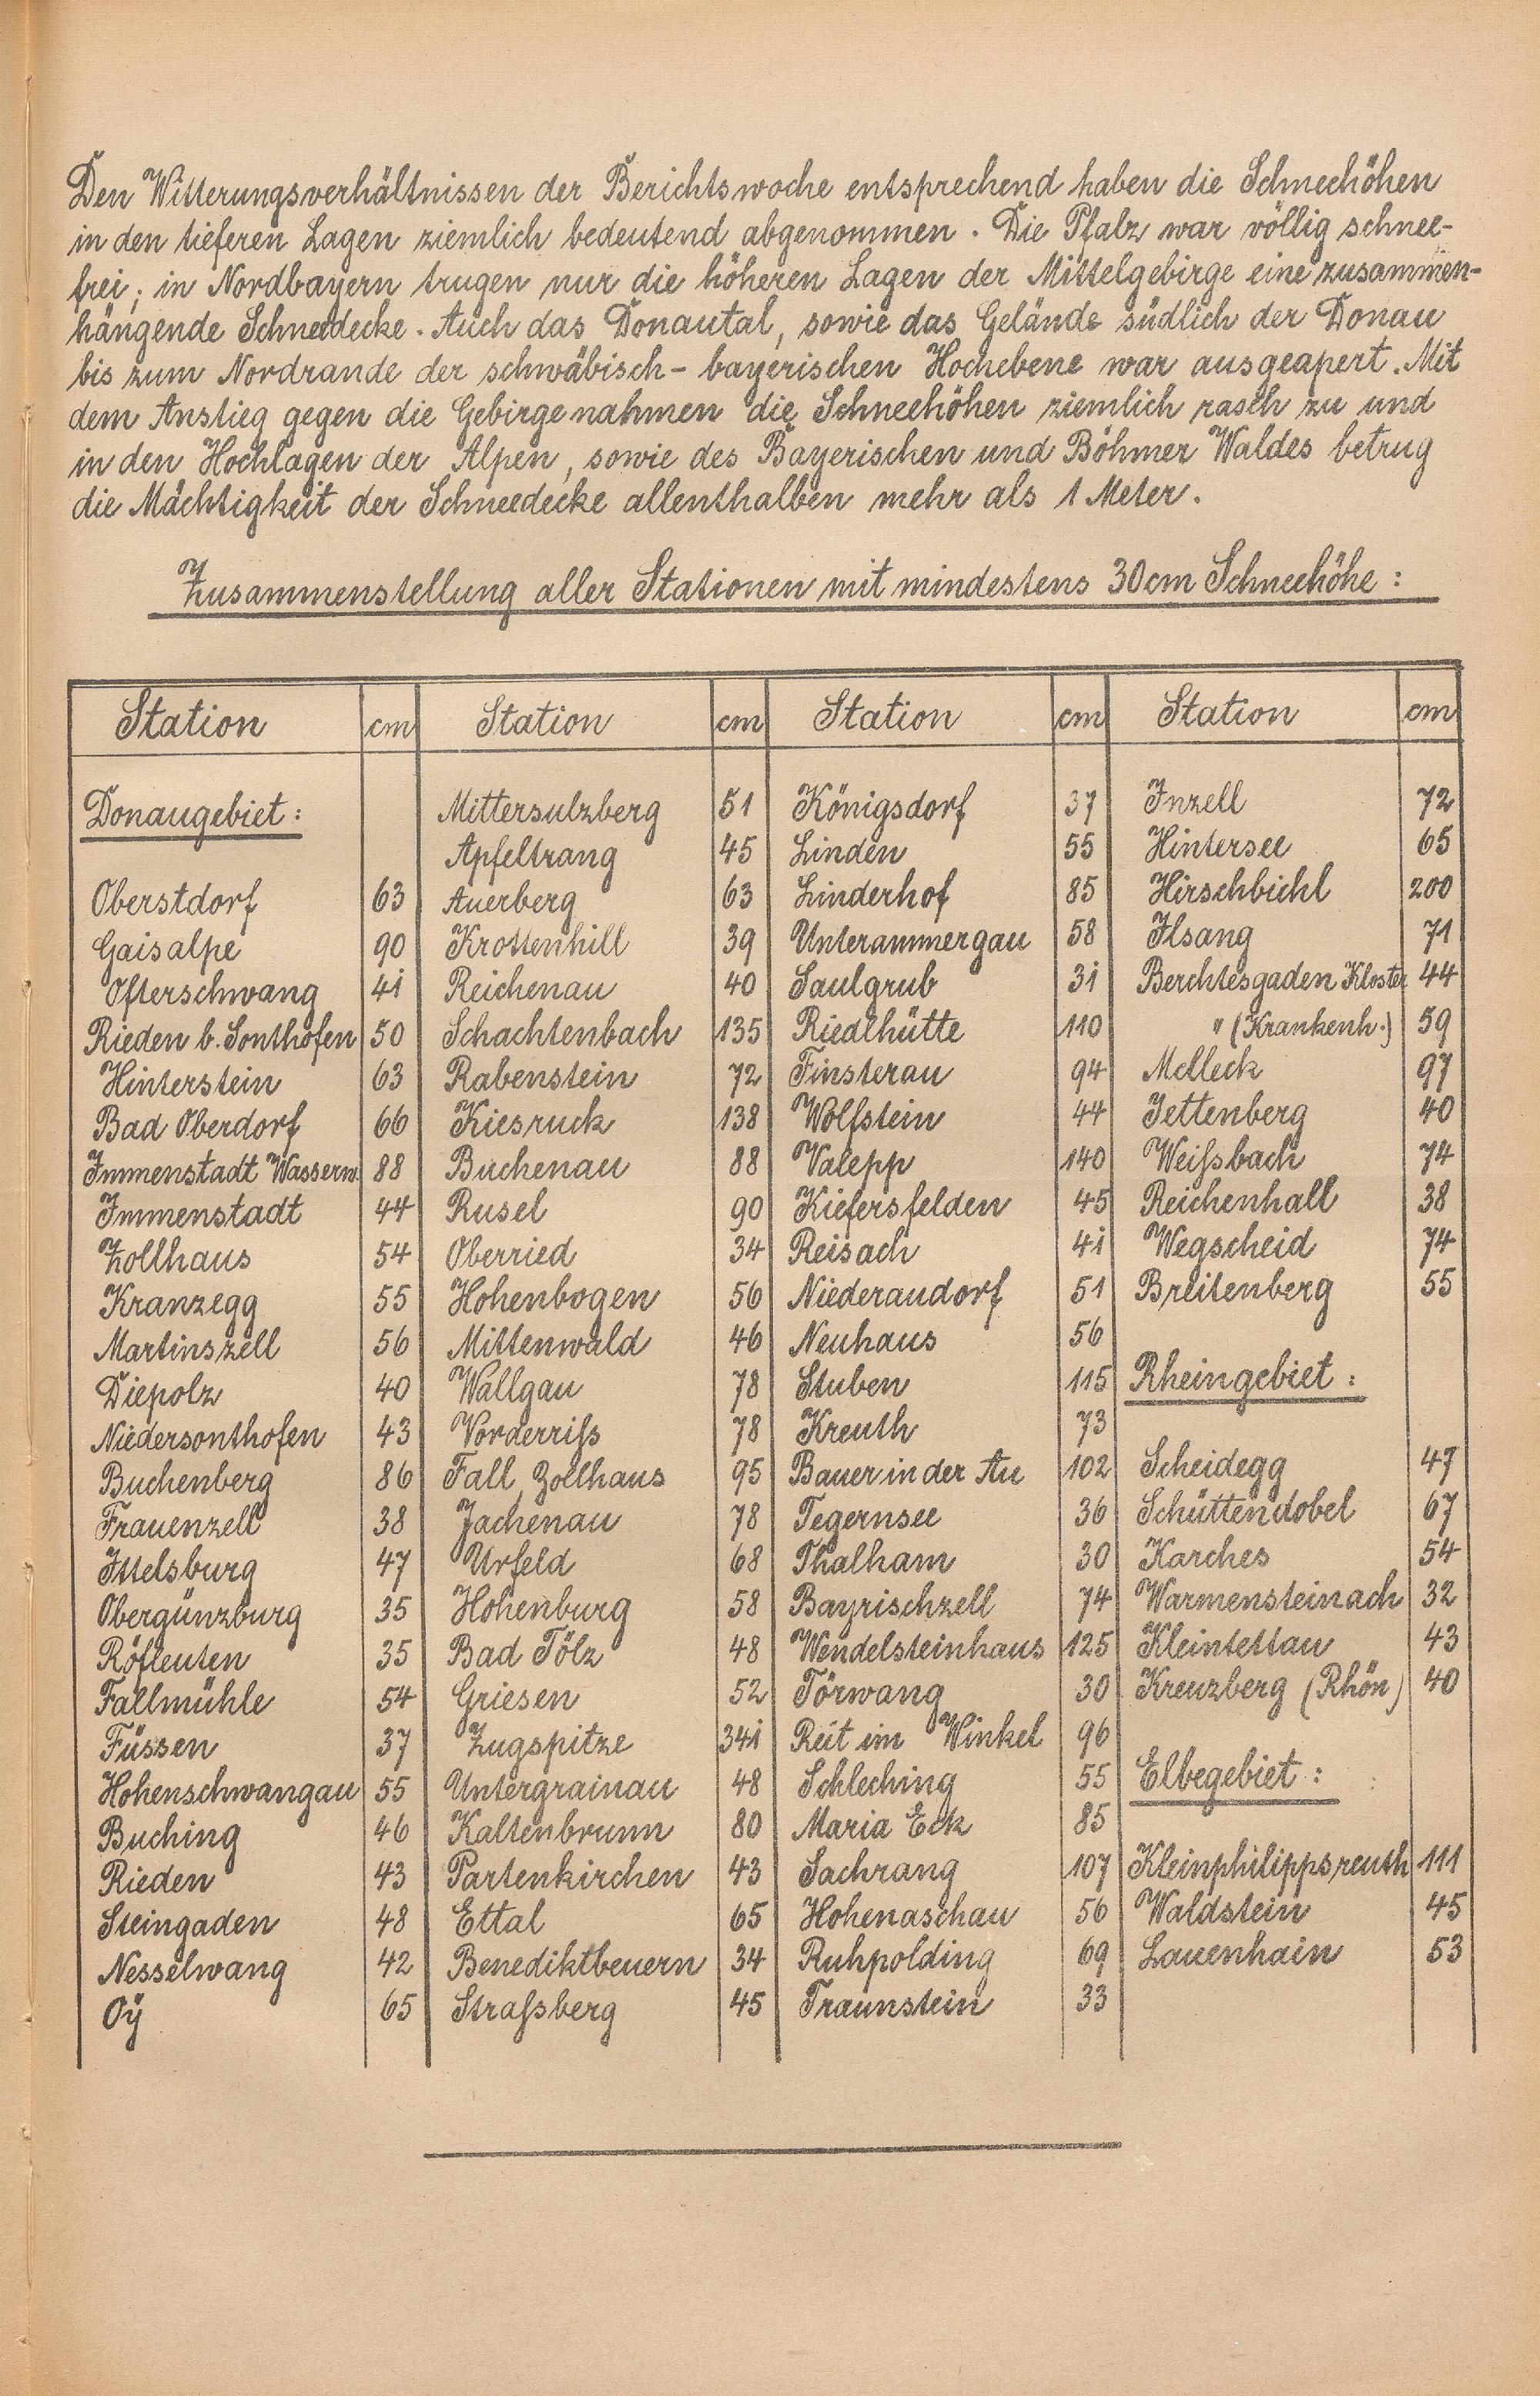 Den Witterungsverhältnissen der Berichtswoche entsprechend haben die Schneehöhen
in den tieferen Lagen ziemlich bedeutend abgenommen. Die Pfalz war völlig schnee-
frei; in Nordbayern trugen nur die höheren Lagen der Mittelgebirge eine zusammen-
hängende Schneedecke. Auch das Donautal, sowie das Gelände südlich der Donau
bis zum Nordrande der schwäbisch-bayerischen Hochebene war ausgeapert. Mit
dem Anstieg gegen die Gebirge nahmen die Schneehöhen ziemlich rasch zu und
in den Hochlagen der Alpen, sowie des Bayerischen und Böhmer Waldes betrug
die Mächtigkeit der Schneedecke allenthalben mehr als 1 Meter.
Zusammenstellung aller Stationen mit mindestens 30 cm Schneehöhe:
Station cm Station cm Station cm Station cm
Donaugebiet: Mittersulzberg 51 Königsdorf 37 Inzell 72
Apfeltrang 45 Linden 55 Hintersee 65
Oberstdorf 63 Auerberg 63 Linderhof 85 Hirschbichl 200
Gaisalpe 90 Krottenhill 39 Unterammergau 58 Ilsang 71
Ofterschwang 41 Reichenau 40 Saulgrub 31 Berchtesgaden Kloster 44
Rieden b. Sonthofen 50 Schachtenbach 135 Riedlhütte 110 " (Krankenh.) 59
Hinterstein 63 Rabenstein 72 Finsterau 94 Melleck 97
Bad Oberdorf 66 Kiesruck 138 Wolfstein 44 Jettenberg 40
Immenstadt Wasserw. 88 Buchenau 88 Valepp 140 Weißbach 74
Immenstadt 44 Rusel 90 Kiefersfelden 45 Reichenhall 38
Zollhaus 54 Oberried 34 Reisach 41 Wegscheid 74
Kranzegg 55 Hohenbogen 56 Niederaudorf 51 Breitenberg 55
Martinszell 56 Mittenwald 46 Neuhaus 56
Diepolz 40 Wallgau 78 Stuben 115 Rheingebiet:
Niedersonthofen 43 Vorderriß 78 Kreuth 73
Buchenberg 86 Fall, Zollhaus 95 Bauer in der Au 102 Scheidegg 47
Frauenzell 38 Jachenau 78 Tegernsee 36 Schüttendobel 67
Ittelsburg 47 Urfeld 68 Thalham 30 Karches 54
Obergünzburg 35 Hohenburg 58 Bayrischzell 74 Warmensteinach 32
Röfleuten 35 Bad Tölz 48 Wendelsteinhaus 125 Kleintettau 43
Fallmühle 54 Griesen 52 Törwang 30 Kreuzberg (Rhön) 40
Füssen 37 Zugspitze 341 Reit im Winkel 96
Hohenschwangau 55 Untergrainau 48 Schleching 55 Elbegebiet:
Buching 46 Kaltenbrunn 80 Maria Eck 85
Rieden 43 Partenkirchen 43 Sachrang 107 Kleinphilippsreuth 111
Steingaden 48 Ettal 65 Hohenaschau 56 Waldstein 45
Nesselwang 42 Benediktbeuern 34 Ruhpolding 69 Lauenhain 53
Oÿ 65 Straßberg 45 Traunstein 33